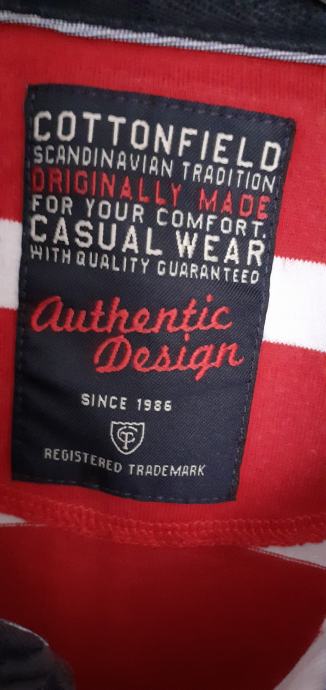 COTTONFIELD
SCANDINAVIAN TRADITION
ORIGINALLY MADE
FOR YOUR COMFORT.
CASUAL WEAR
WITH QUALITY GUARANTEED
Authentic
Design
SINCE 1986
REGISTERED TRADEMARK